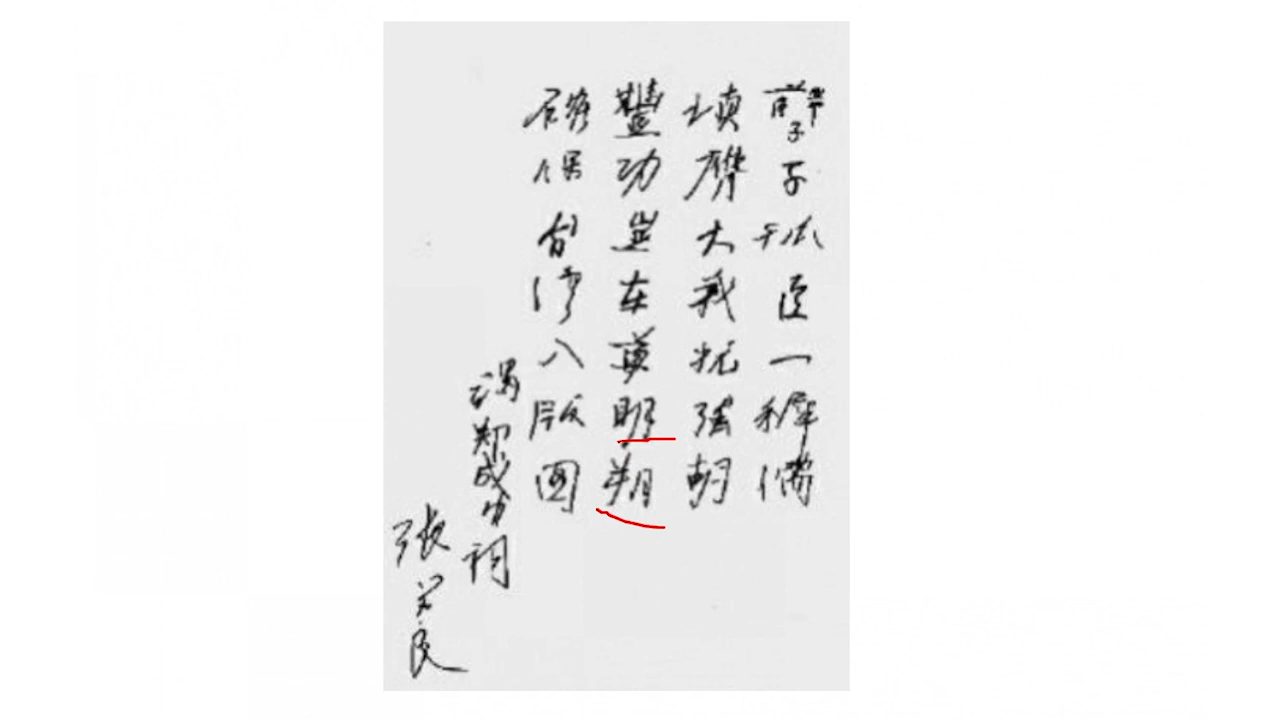 孽子孤臣一稺儒
填膺大義抗強胡
豐功豈在尊明朔
確保台灣入版圖
謁鄭成功祠
張學良